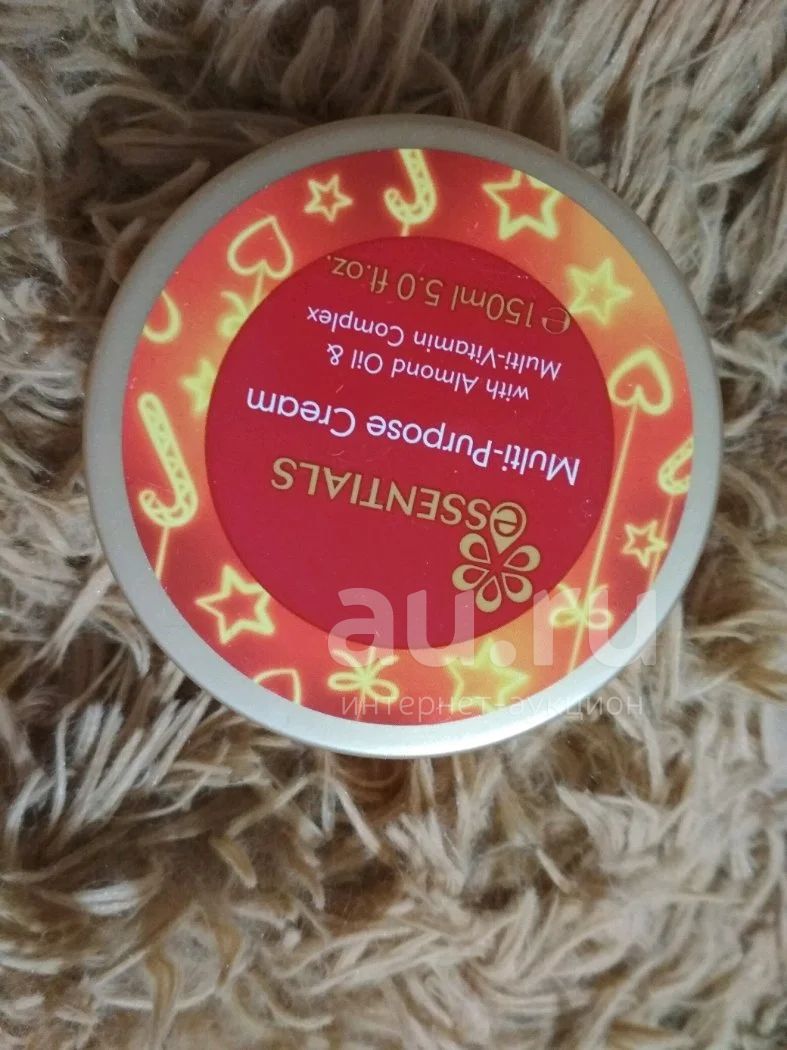 ESSENTIALS
Multi-Purpose Cream
with Almond Oil &
Multi-Vitamin Complex
℮150ml 5.0 fl.oz.
au.ru
интернет-аукцион